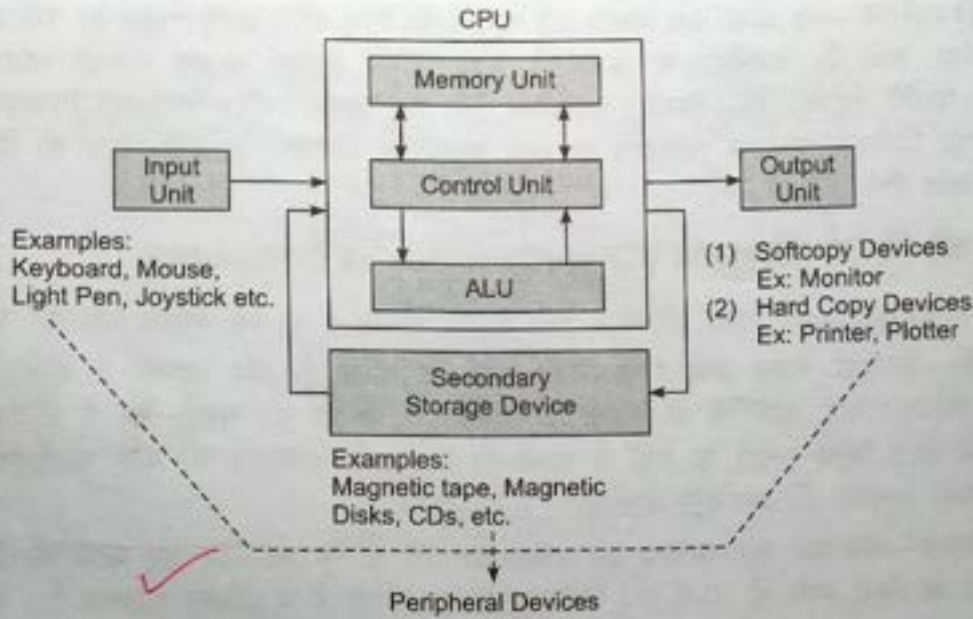 CPU
Memory Unit
Input
Unit
Control Unit
Output
Unit
ALU
Examples:
Keyboard, Mouse,
Light Pen, Joystick etc.
(1) Softcopy Devices
Ex: Monitor
(2) Hard Copy Devices
Ex: Printer, Plotter
Secondary
Storage Device
Examples:
Magnetic tape, Magnetic
Disks, CDs, etc.
Peripheral Devices